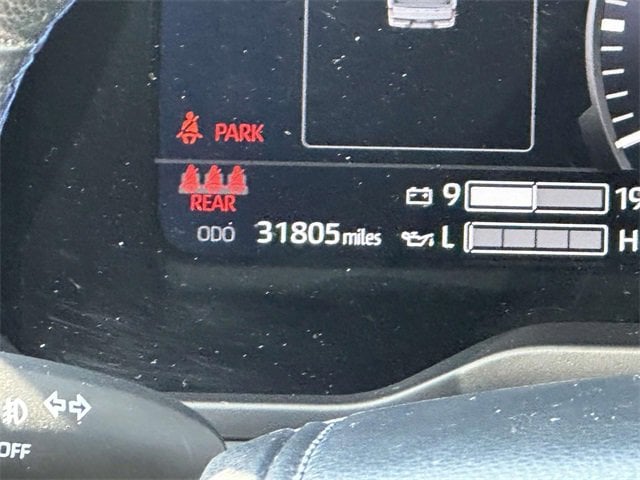 PARK
REAR
9 19
ODO 31805 miles L H
OFF